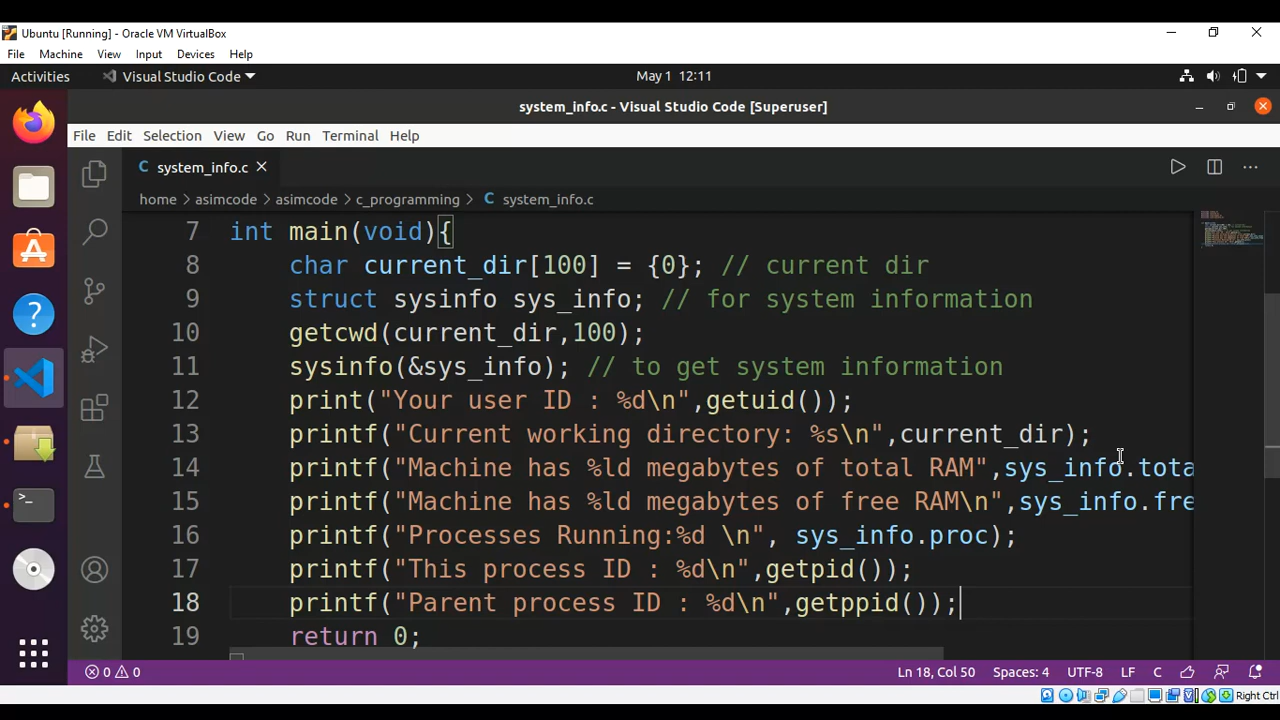 Ubuntu [Running] - Oracle VM VirtualBox
File Machine View Input Devices Help
Activities Visual Studio Code May 1 12:11
system_info.c - Visual Studio Code [Superuser]
File Edit Selection View Go Run Terminal Help
C system_info.c
home > asimcode > asimcode > c_programming > C system_info.c
7 int main(void){
8 char current_dir[100] = {0}; // current dir
9 struct sysinfo sys_info; // for system information
10 getcwd(current_dir,100);
11 sysinfo(&sys_info); // to get system information
12 print("Your user ID : %d\n",getuid());
13 printf("Current working directory: %s\n",current_dir);
14 printf("Machine has %ld megabytes of total RAM",sys_info.tota
15 printf("Machine has %ld megabytes of free RAM\n",sys_info.fre
16 printf("Processes Running:%d \n", sys_info.proc);
17 printf("This process ID : %d\n",getpid());
18 printf("Parent process ID : %d\n",getppid());
19 return 0;
0 0 Ln 18, Col 50 Spaces: 4 UTF-8 LF C
Right Ctrl